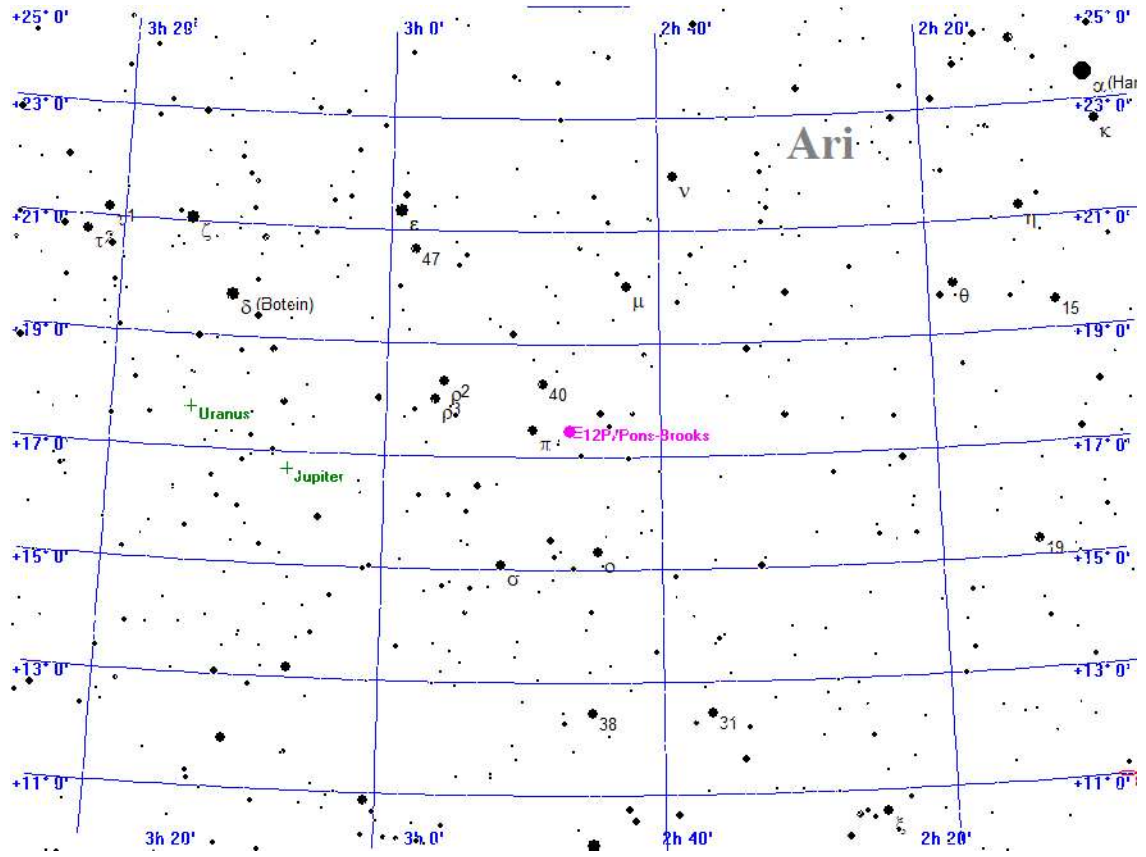 +25° 0'
3h 20'
3h 0'
2h 40'
2h 20'
+25° 0'
α (Ha
+23° 0'
+23° 0'
κ
Ari
ν
+21° 0'
ζ
ε
η
+21° 0'
τ
47
δ (Botein)
μ
θ
15
+19° 0'
+19° 0'
ρ2
40
ρ3
Uranus
π
12P/Pons-Brooks
+17° 0'
+17° 0'
Jupiter
+15° 0'
19
+15° 0'
σ
ο
+13° 0'
+13° 0'
38
31
+11° 0'
+11° 0'
ξ
3h 20'
3h 0'
2h 40'
2h 20'